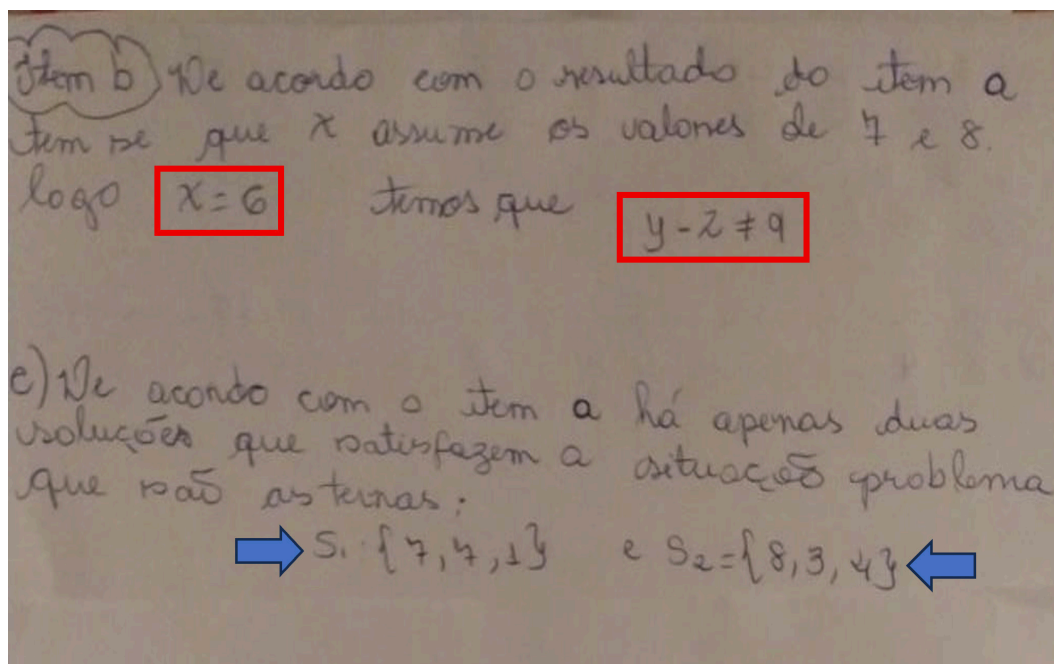 Item b) De acordo com o resultado do item a
tem se que x assume os valores de 7 e 8.
logo x = 6 temos que y - z ≠ 9
c) De acordo com o item a há apenas duas
soluções que satisfazem a situação problema
que são as ternas:
S₁ {7, 7, 1} e S₂ = {8, 3, 4}